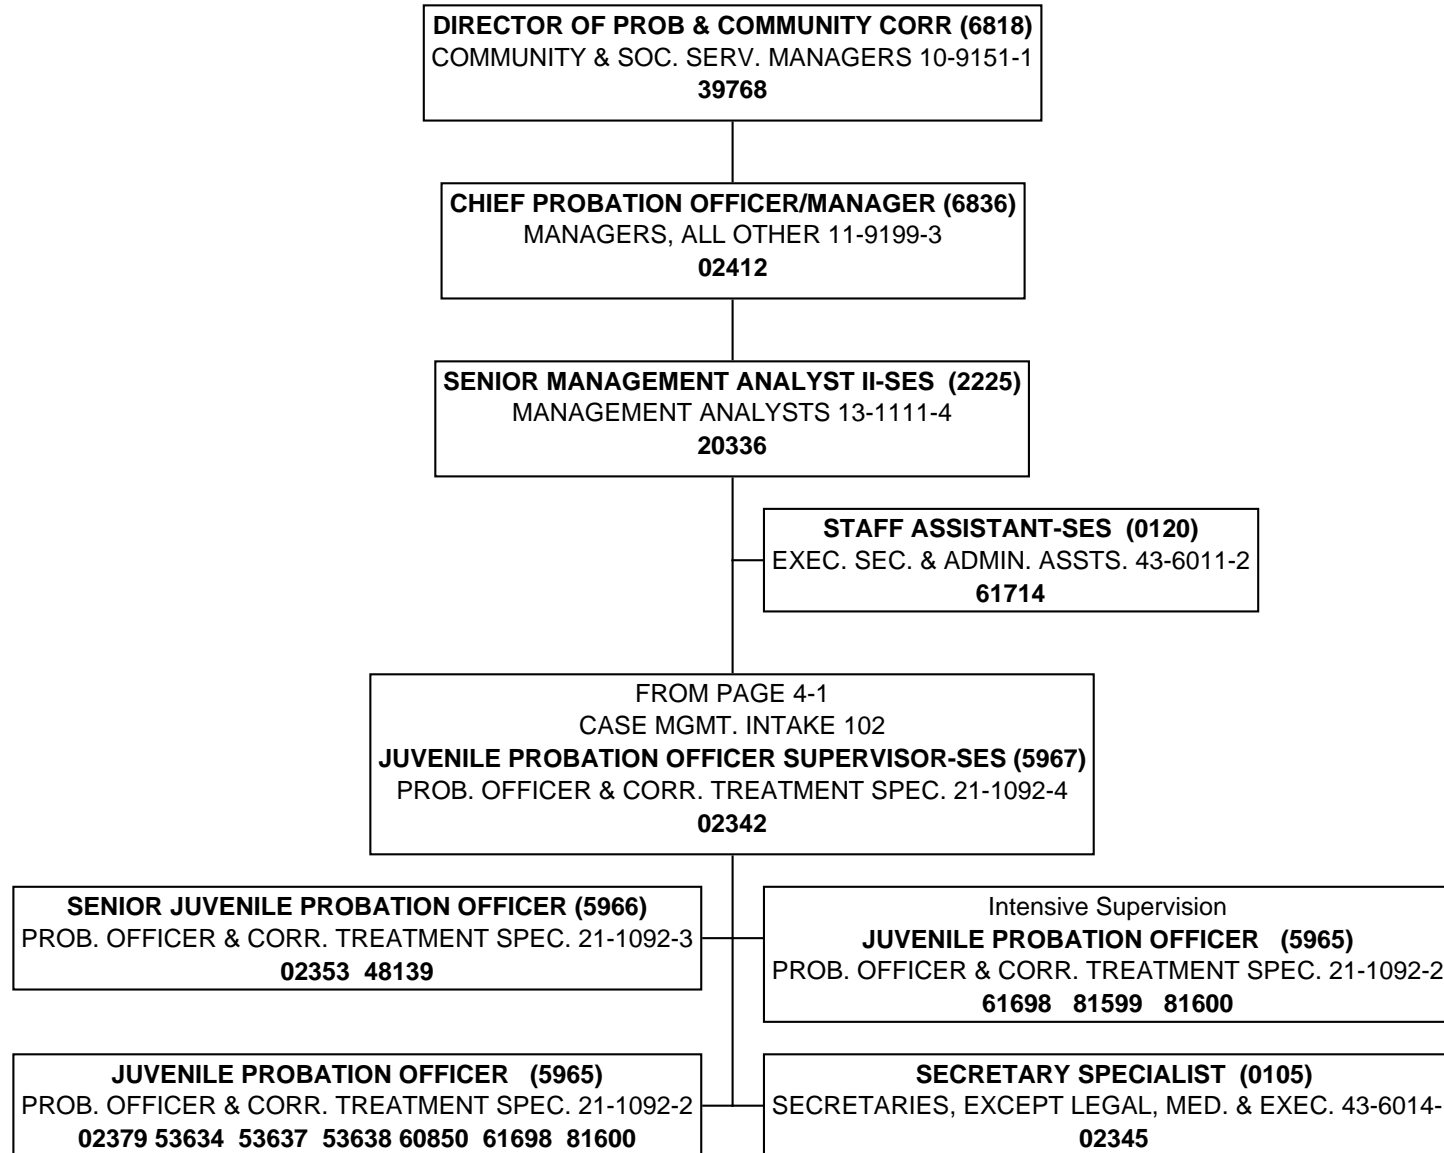 DIRECTOR OF PROB & COMMUNITY CORR (6818)
COMMUNITY & SOC. SERV. MANAGERS 10-9151-1
39768
CHIEF PROBATION OFFICER/MANAGER (6836)
MANAGERS, ALL OTHER 11-9199-3
02412
SENIOR MANAGEMENT ANALYST II-SES (2225)
MANAGEMENT ANALYSTS 13-1111-4
20336
STAFF ASSISTANT-SES (0120)
EXEC. SEC. & ADMIN. ASSTS. 43-6011-2
61714
FROM PAGE 4-1
CASE MGMT. INTAKE 102
JUVENILE PROBATION OFFICER SUPERVISOR-SES (5967)
PROB. OFFICER & CORR. TREATMENT SPEC. 21-1092-4
02342
SENIOR JUVENILE PROBATION OFFICER (5966)
PROB. OFFICER & CORR. TREATMENT SPEC. 21-1092-3
02353 48139
Intensive Supervision
JUVENILE PROBATION OFFICER (5965)
PROB. OFFICER & CORR. TREATMENT SPEC. 21-1092-2
61698 81599 81600
JUVENILE PROBATION OFFICER (5965)
PROB. OFFICER & CORR. TREATMENT SPEC. 21-1092-2
02379 53634 53637 53638 60850 61698 81600
SECRETARY SPECIALIST (0105)
SECRETARIES, EXCEPT LEGAL, MED. & EXEC. 43-6014-
02345